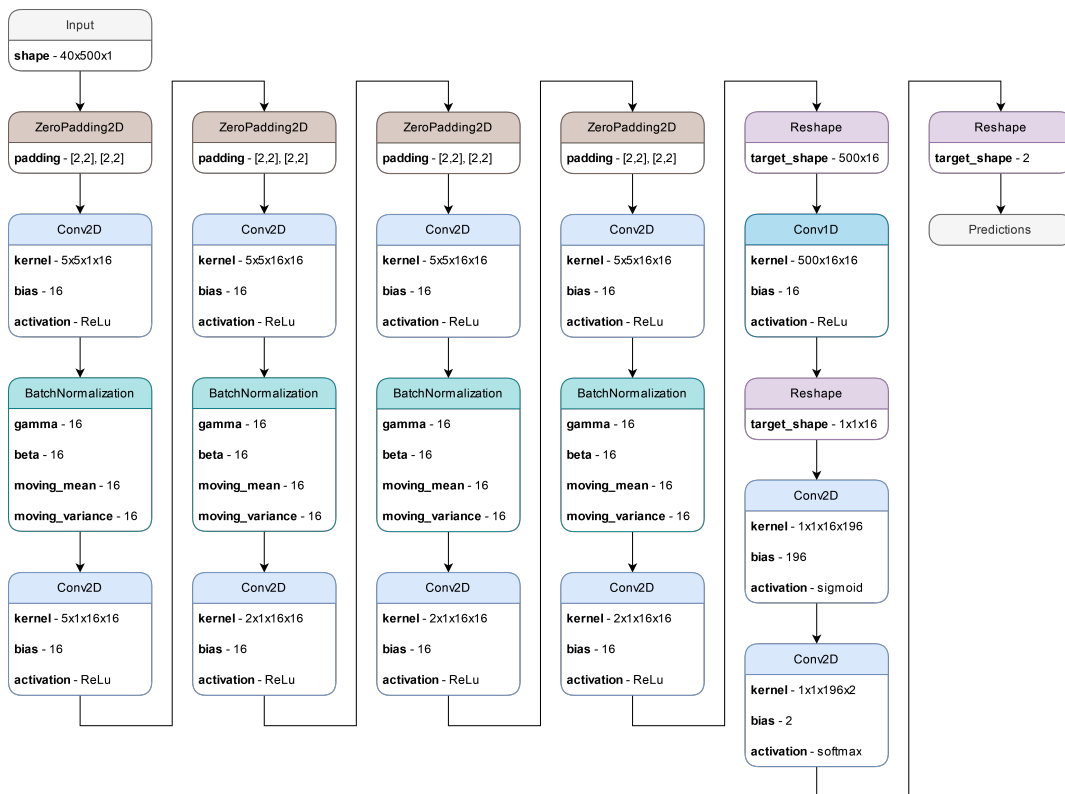 Input
shape - 40x500x1
ZeroPadding2D
padding - [2,2], [2,2]
Conv2D
kernel - 5x5x1x16
bias - 16
activation - ReLu
BatchNormalization
gamma - 16
beta - 16
moving_mean - 16
moving_variance - 16
Conv2D
kernel - 5x1x16x16
bias - 16
activation - ReLu
ZeroPadding2D
padding - [2,2], [2,2]
Conv2D
kernel - 5x5x16x16
bias - 16
activation - ReLu
BatchNormalization
gamma - 16
beta - 16
moving_mean - 16
moving_variance - 16
Conv2D
kernel - 2x1x16x16
bias - 16
activation - ReLu
ZeroPadding2D
padding - [2,2], [2,2]
Conv2D
kernel - 5x5x16x16
bias - 16
activation - ReLu
BatchNormalization
gamma - 16
beta - 16
moving_mean - 16
moving_variance - 16
Conv2D
kernel - 2x1x16x16
bias - 16
activation - ReLu
ZeroPadding2D
padding - [2,2], [2,2]
Conv2D
kernel - 5x5x16x16
bias - 16
activation - ReLu
BatchNormalization
gamma - 16
beta - 16
moving_mean - 16
moving_variance - 16
Conv2D
kernel - 2x1x16x16
bias - 16
activation - ReLu
Reshape
target_shape - 500x16
Conv1D
kernel - 500x16x16
bias - 16
activation - ReLu
Reshape
target_shape - 1x1x16
Conv2D
kernel - 1x1x16x196
bias - 196
activation - sigmoid
Conv2D
kernel - 1x1x196x2
bias - 2
activation - softmax
Reshape
target_shape - 2
Predictions